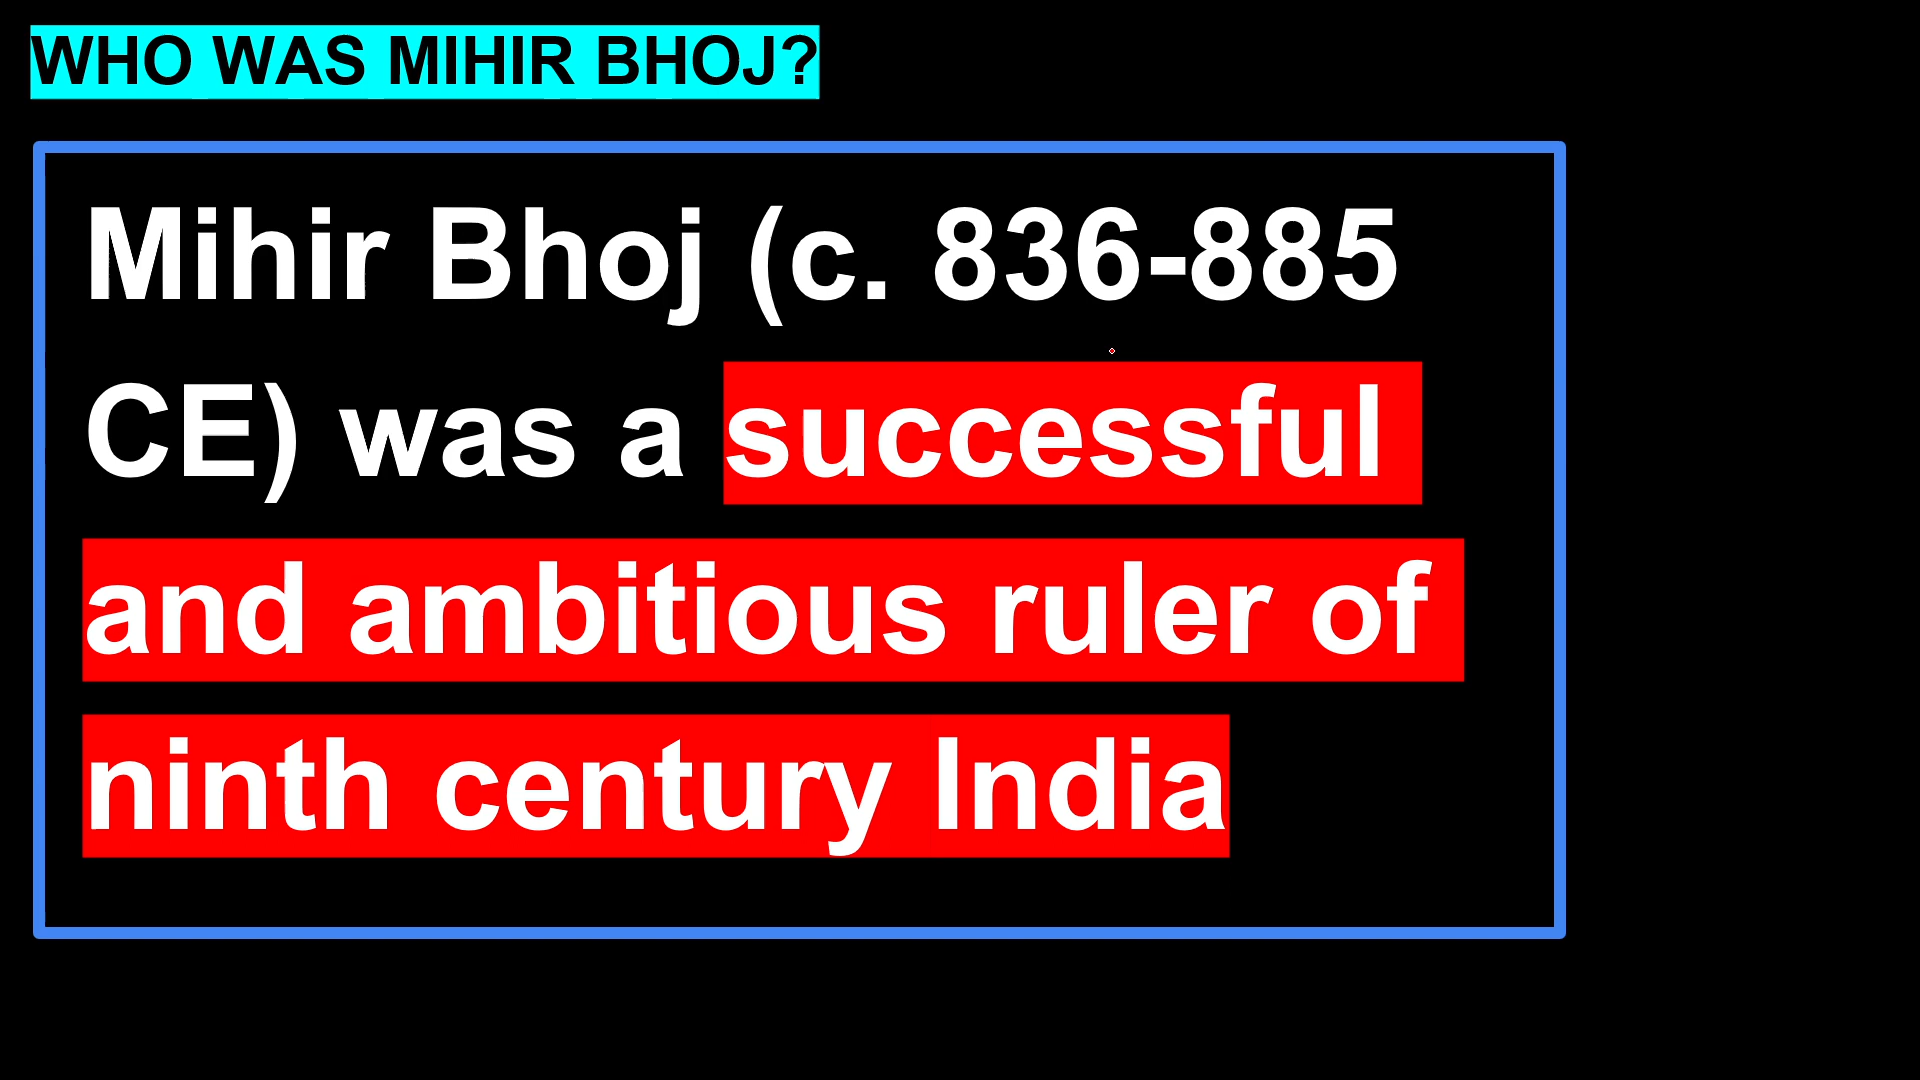 WHO WAS MIHIR BHOJ?
Mihir Bhoj (c. 836-885
CE) was a successful
and ambitious ruler of
ninth century India